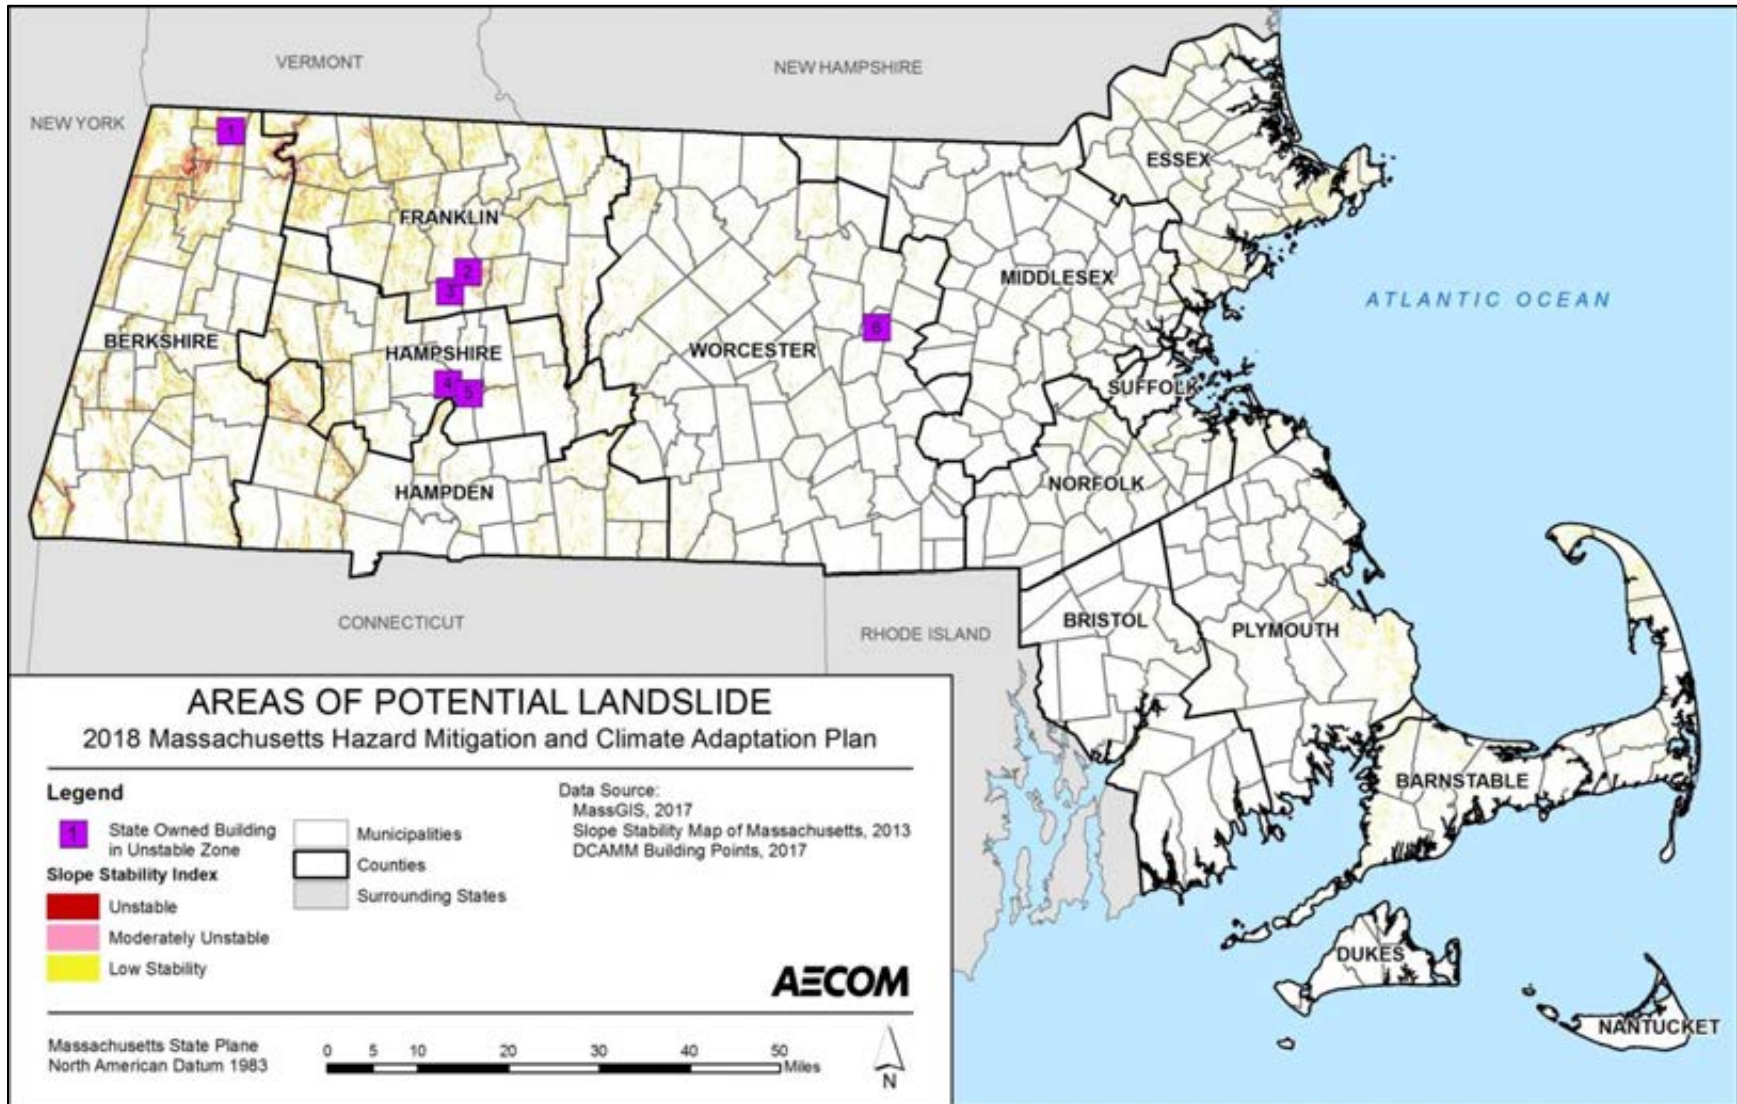 VERMONT
NEW HAMPSHIRE
NEW YORK
1
ESSEX
FRANKLIN
2
3
MIDDLESEX
ATLANTIC OCEAN
6
BERKSHIRE
HAMPSHIRE
WORCESTER
4
5
SUFFOLK
HAMPDEN
NORFOLK
CONNECTICUT
RHODE ISLAND
BRISTOL
PLYMOUTH
BARNSTABLE
DUKES
NANTUCKET
AREAS OF POTENTIAL LANDSLIDE
2018 Massachusetts Hazard Mitigation and Climate Adaptation Plan
Legend
1
State Owned Building
in Unstable Zone
Slope Stability Index
Unstable
Moderately Unstable
Low Stability
Municipalities
Counties
Surrounding States
Data Source:
MassGIS, 2017
Slope Stability Map of Massachusetts, 2013
DCAMM Building Points, 2017
AECOM
Massachusetts State Plane
North American Datum 1983
0 5 10 20 30 40 50
Miles
N